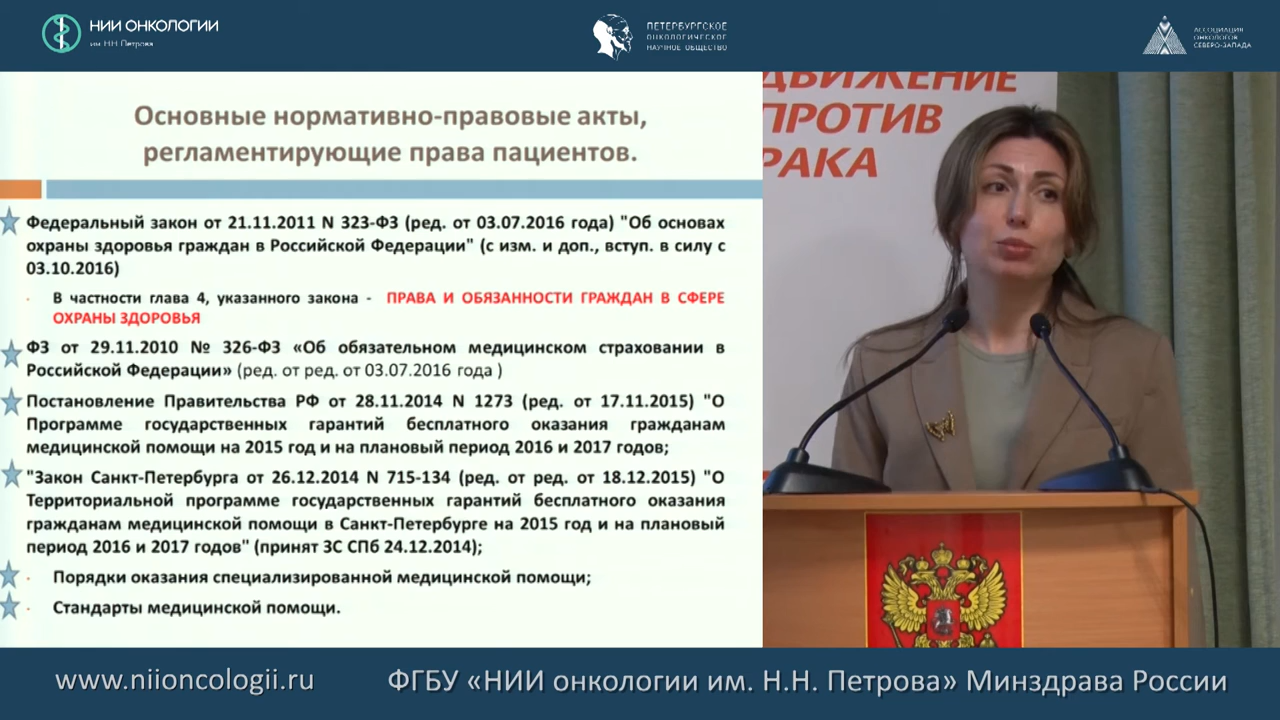 НИИ ОНКОЛОГИИ
им. Н.Н. Петрова
ПЕТЕРБУРГСКОЕ
ОНКОЛОГИЧЕСКОЕ
НАУЧНОЕ ОБЩЕСТВО
АССОЦИАЦИЯ
ОНКОЛОГОВ
СЕВЕРО-ЗАПАДА
Основные нормативно-правовые акты,
регламентирующие права пациентов.
Федеральный закон от 21.11.2011 N 323-ФЗ (ред. от 03.07.2016 года) "Об основах
охраны здоровья граждан в Российской Федерации" (с изм. и доп., вступ. в силу с
03.10.2016)
В частности глава 4, указанного закона - ПРАВА И ОБЯЗАННОСТИ ГРАЖДАН В СФЕРЕ
ОХРАНЫ ЗДОРОВЬЯ
ФЗ от 29.11.2010 № 326-ФЗ «Об обязательном медицинском страховании в
Российской Федерации» (ред. от ред. от 03.07.2016 года )
Постановление Правительства РФ от 28.11.2014 N 1273 (ред. от 17.11.2015) "О
Программе государственных гарантий бесплатного оказания гражданам
медицинской помощи на 2015 год и на плановый период 2016 и 2017 годов;
"Закон Санкт-Петербурга от 26.12.2014 N 715-134 (ред. от ред. от 18.12.2015) "О
Территориальной программе государственных гарантий бесплатного оказания
гражданам медицинской помощи в Санкт-Петербурге на 2015 год и на плановый
период 2016 и 2017 годов" (принят ЗС СПб 24.12.2014);
Порядки оказания специализированной медицинской помощи;
Стандарты медицинской помощи.
ДВИЖЕНИЕ
ПРОТИВ
РАКА
www.niioncologii.ru
ФГБУ «НИИ онкологии им. Н.Н. Петрова» Минздрава России